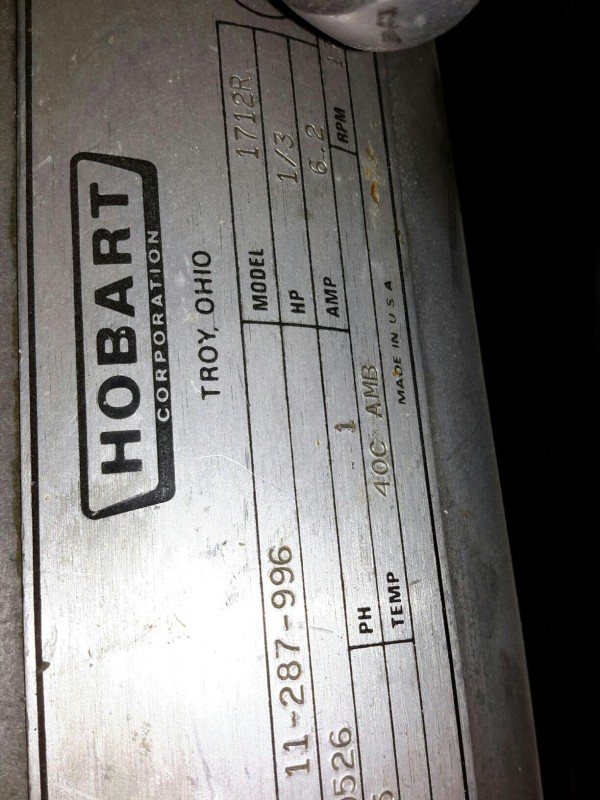 HOBART
CORPORATION
TROY, OHIO
11-287-996 MODEL 1712R
0526 HP 1/3
PH 1 AMP 6.2
TEMP 40C AMB RPM
MADE IN U S A